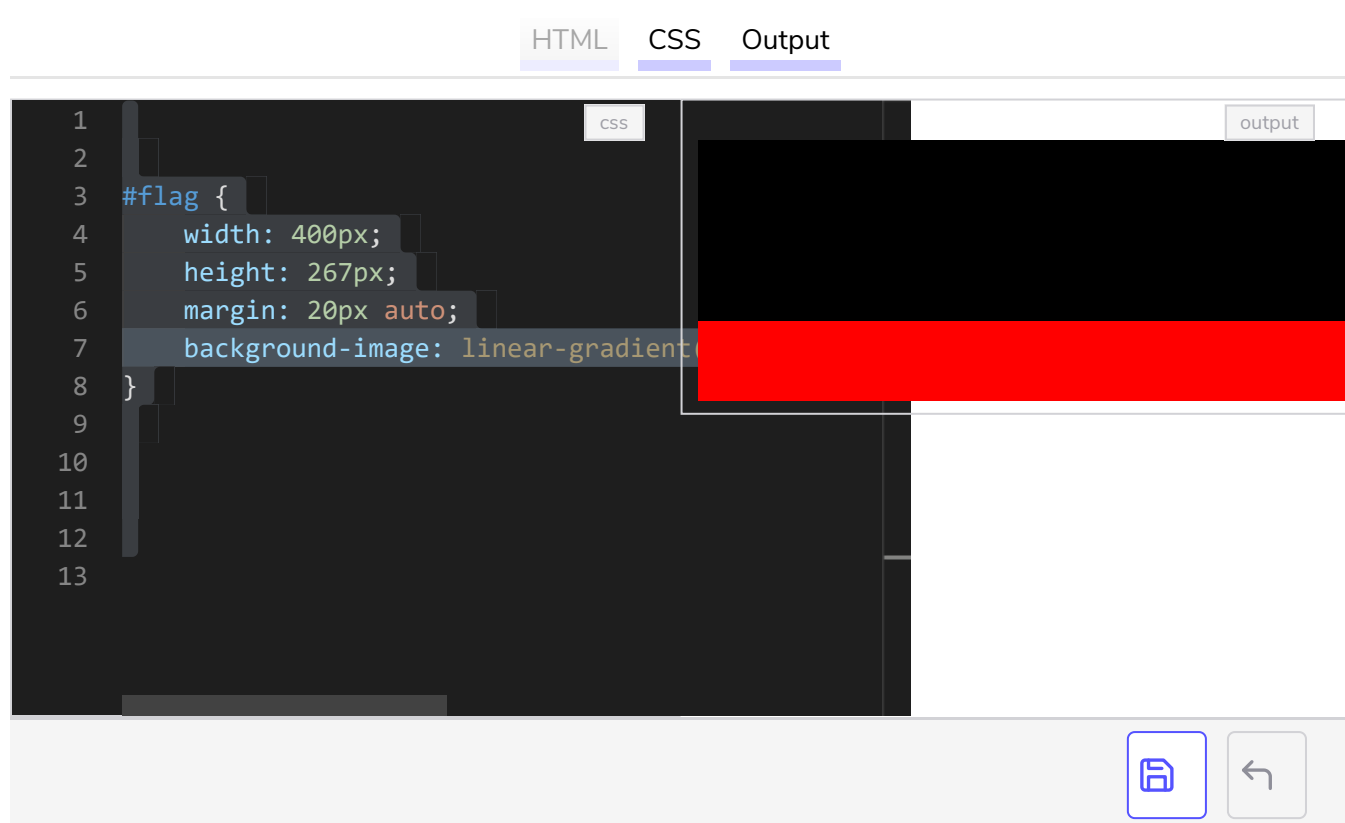 HTML CSS Output
css
output
1
2
3 #flag {
4 width: 400px;
5 height: 267px;
6 margin: 20px auto;
7 background-image: linear-gradient(
8 }
9
10
11
12
13